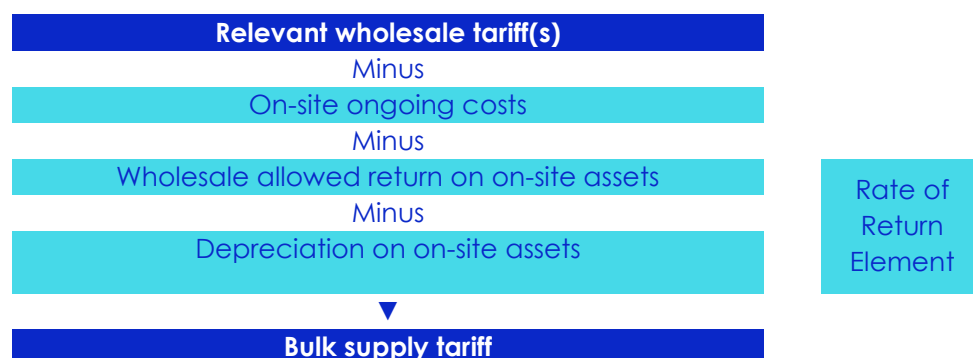 Relevant wholesale tariff(s)
Minus
On-site ongoing costs
Minus
Wholesale allowed return on on-site assets
Minus
Depreciation on on-site assets
▼
Bulk supply tariff
Rate of
Return
Element